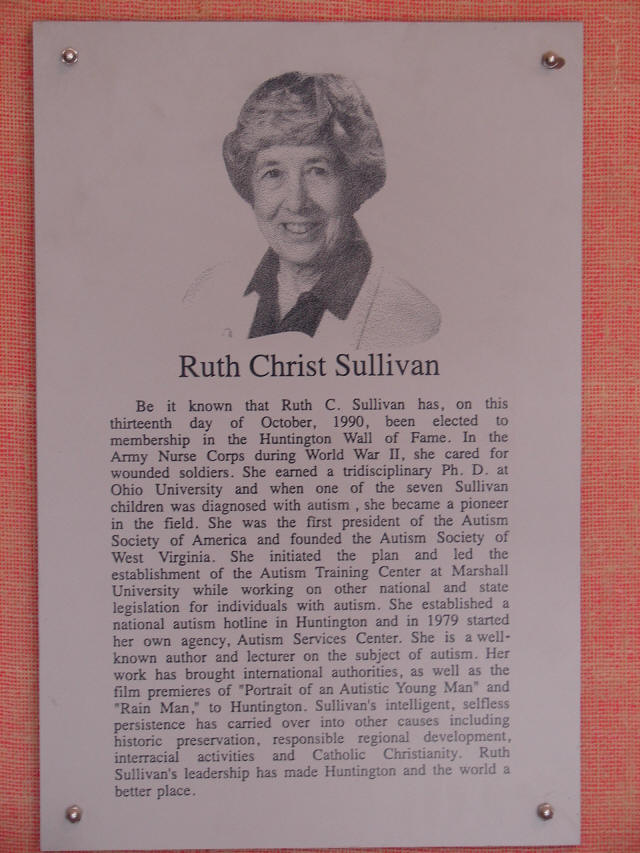 Ruth Christ Sullivan
Be it known that Ruth C. Sullivan has, on this
thirteenth day of October, 1990, been elected to
membership in the Huntington Wall of Fame. In the
Army Nurse Corps during World War II, she cared for
wounded soldiers. She earned a tridisciplinary Ph. D. at
Ohio University and when one of the seven Sullivan
children was diagnosed with autism , she became a pioneer
in the field. She was the first president of the Autism
Society of America and founded the Autism Society of
West Virginia. She initiated the plan and led the
establishment of the Autism Training Center at Marshall
University while working on other national and state
legislation for individuals with autism. She established a
national autism hotline in Huntington and in 1979 started
her own agency, Autism Services Center. She is a well-
known author and lecturer on the subject of autism. Her
work has brought international authorities, as well as the
film premieres of "Portrait of an Autistic Young Man" and
"Rain Man," to Huntington. Sullivan's intelligent, selfless
persistence has carried over into other causes including
historic preservation, responsible regional development,
interracial activities and Catholic Christianity. Ruth
Sullivan's leadership has made Huntington and the world a
better place.